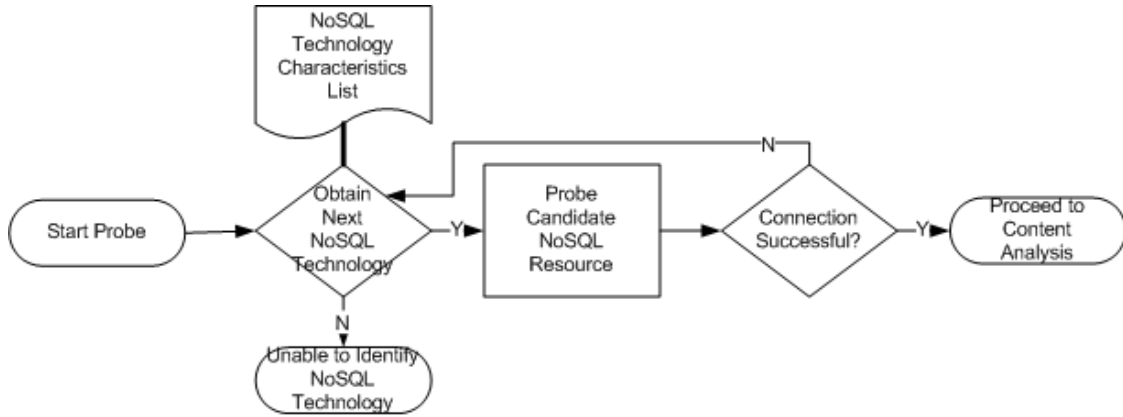 NoSQL
Technology
Characteristics
List
N
Start Probe
Obtain
Next
NoSQL
Technology
Y
Probe
Candidate
NoSQL
Resource
Connection
Successful?
Y
Proceed to
Content
Analysis
N
Unable to Identify
NoSQL
Technology